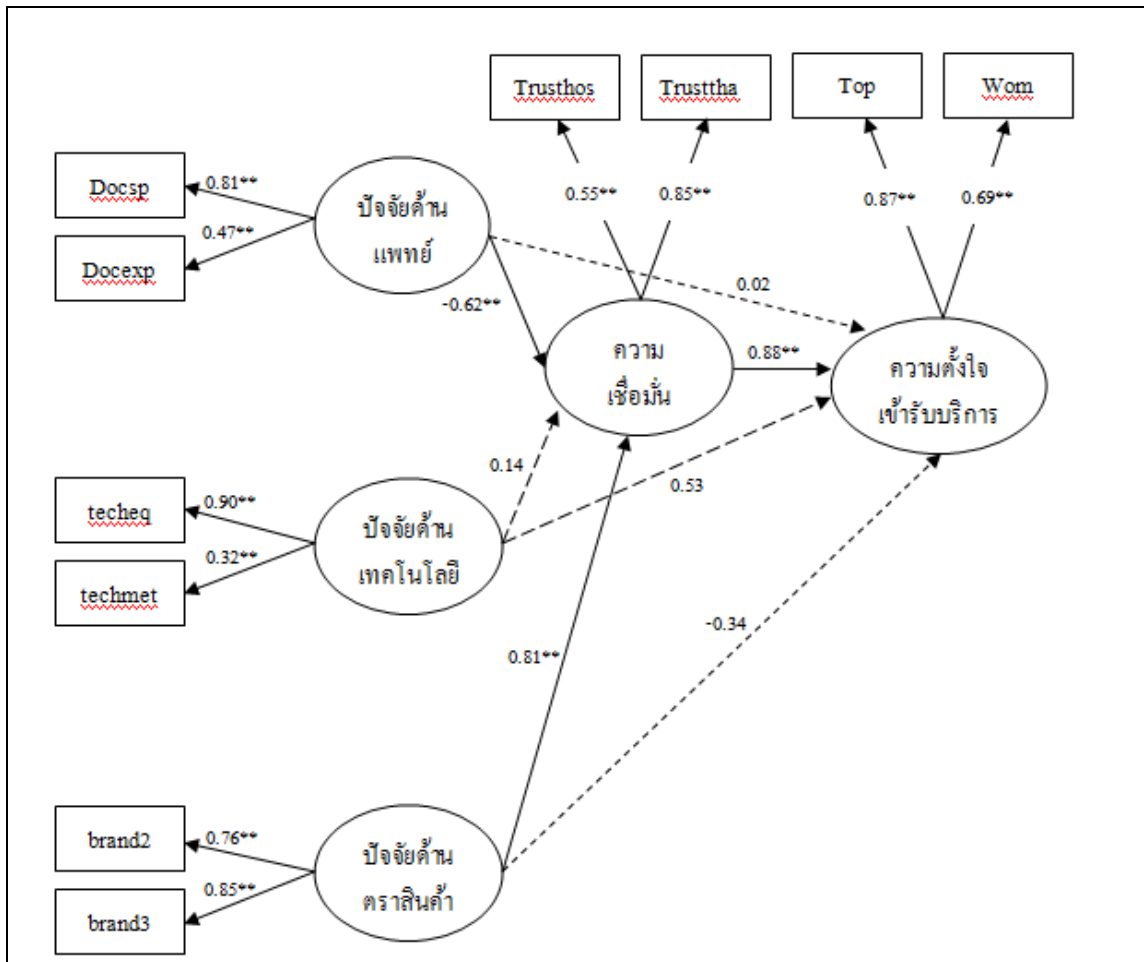 Trusthos
Trusttha
Top
Wom
Docsp
0.81**
ปัจจัยด้าน
แพทย์
0.55**
0.85**
0.87**
0.69**
0.47**
Docexp
0.02
-0.62**
ความ
เชื่อมั่น
0.88**
ความตั้งใจ
เข้ารับบริการ
0.14
0.53
techeq
0.90**
ปัจจัยด้าน
เทคโนโลยี
0.32**
techmet
-0.34
0.81**
brand2
0.76**
ปัจจัยด้าน
ตราสินค้า
0.85**
brand3